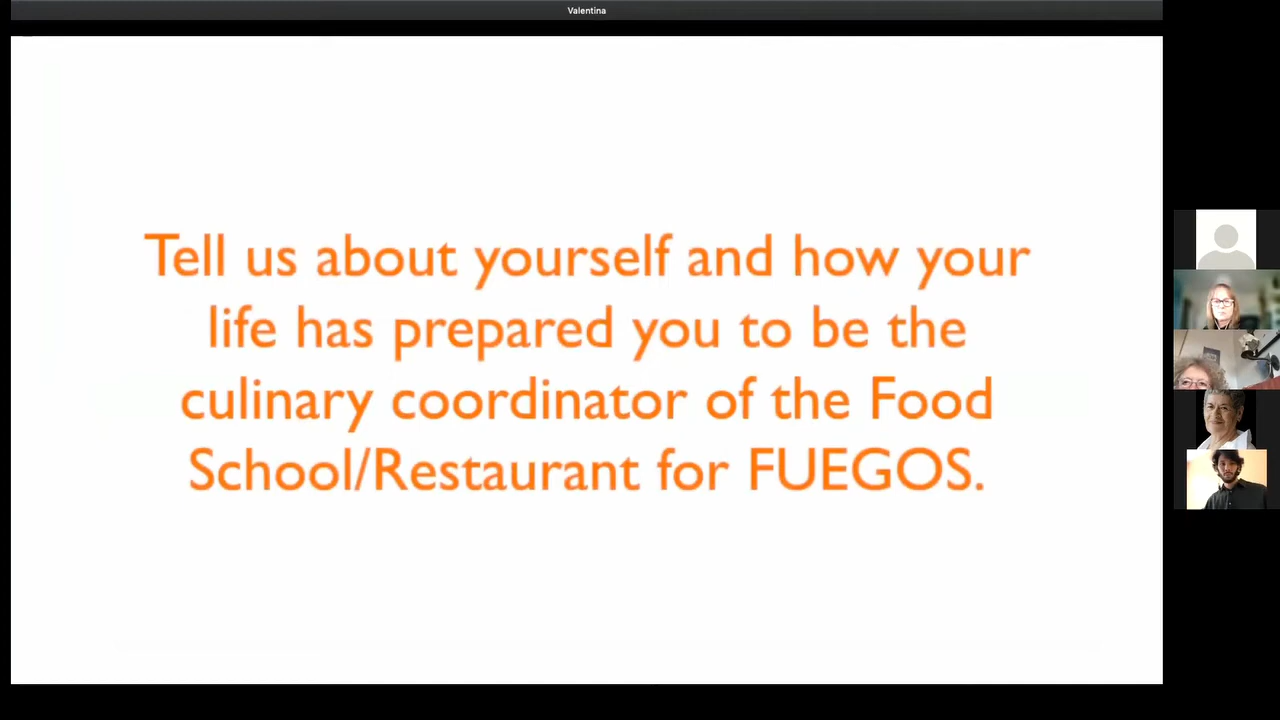 Valentina
Tell us about yourself and how your
life has prepared you to be the
culinary coordinator of the Food
School/Restaurant for FUEGOS.